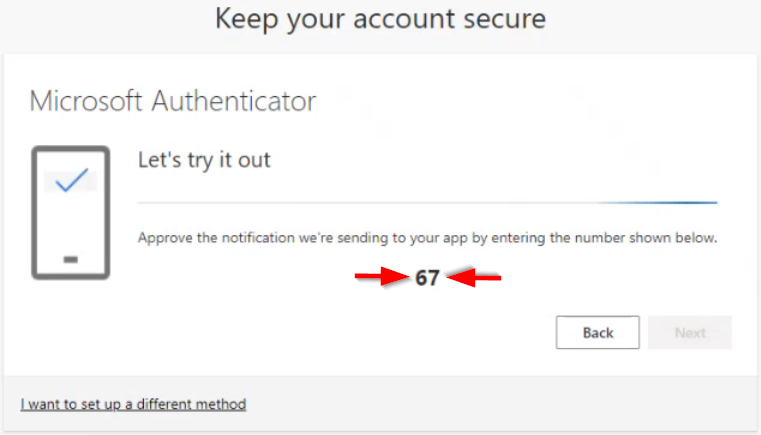 Keep your account secure
Microsoft Authenticator
Let's try it out
Approve the notification we're sending to your app by entering the number shown below.
67
Back
Next
I want to set up a different method